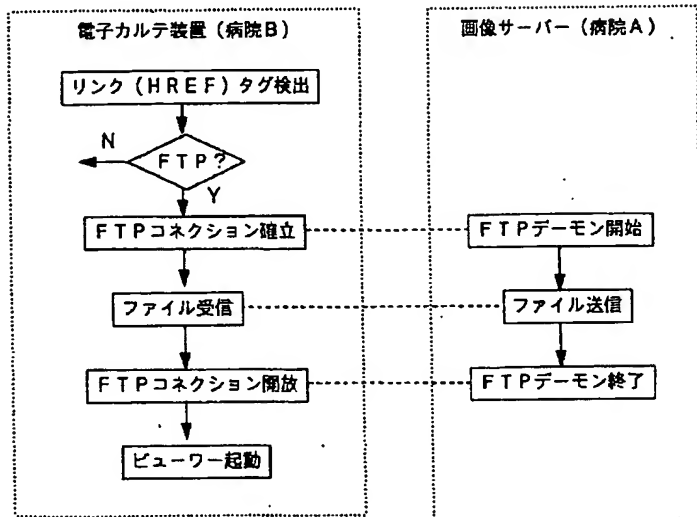 電子カルテ装置（病院B）
画像サーバー（病院A）
リンク（HREF）タグ検出
N
FTP？
Y
FTPコネクション確立
FTPデーモン開始
ファイル受信
ファイル送信
FTPコネクション開放
FTPデーモン終了
ビューワー起動